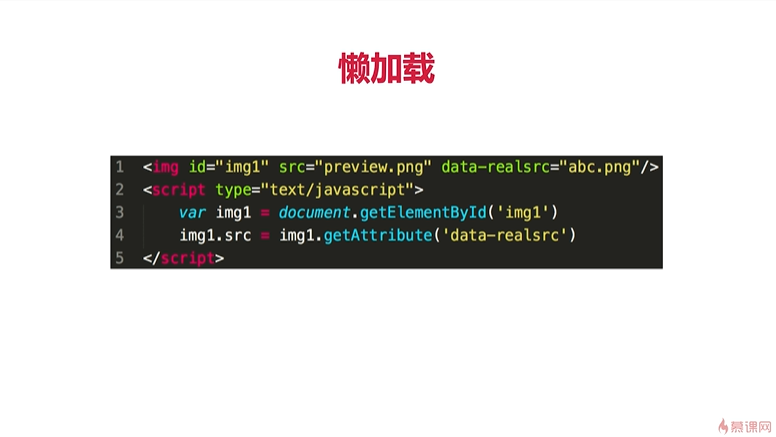 懒加载
1 <img id="img1" src="preview.png" data-realsrc="abc.png"/>
2 <script type="text/javascript">
3     var img1 = document.getElementById('img1')
4     img1.src = img1.getAttribute('data-realsrc')
5 </script>
慕课网